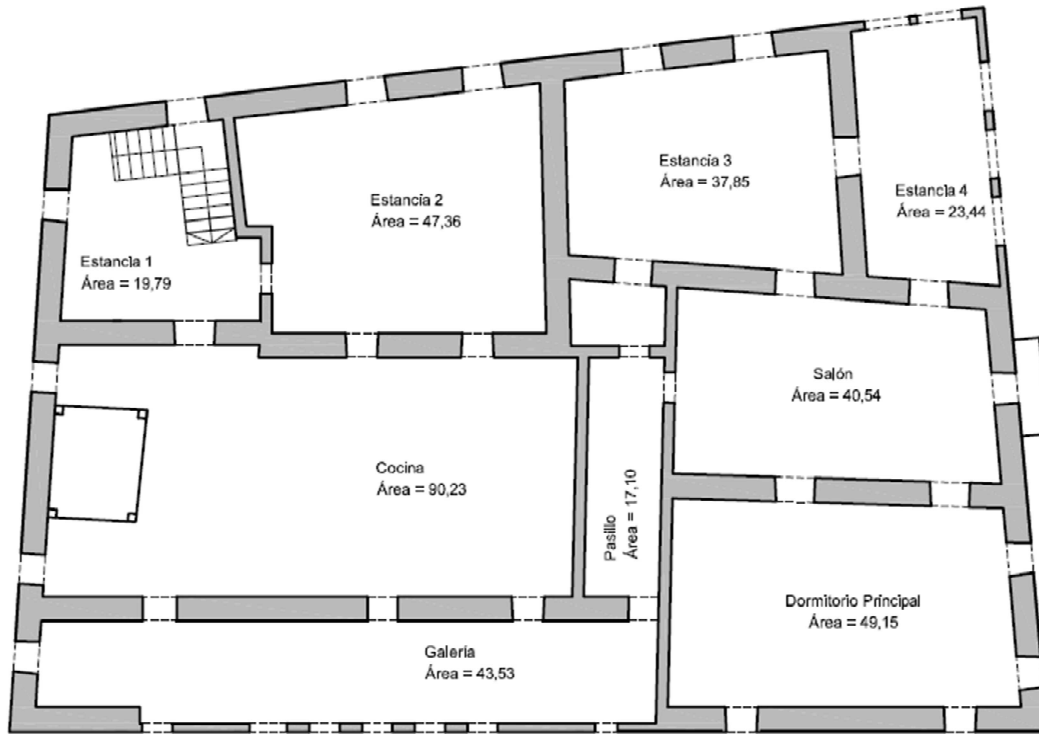 Estancia 3
Área = 37,85
Estancia 4
Área = 23,44
Estancia 2
Área = 47,36
Estancia 1
Área = 19,79
Salón
Área = 40,54
Cocina
Área = 90,23
Pasillo
Área = 17,10
Dormitorio Principal
Área = 49,15
Galería
Área = 43,53